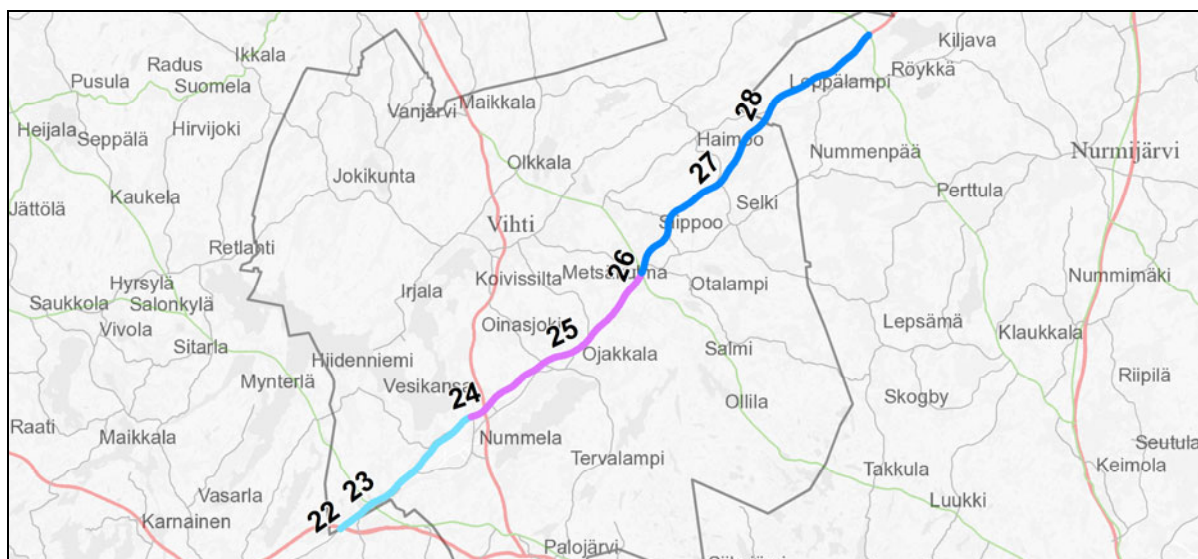 Kiljava
Ikkala
Radus
Röykkä
Pusula
Suomela
Leppälampi
Maikkala
Vanjärvi
28
Heijala
Hirvijoki
Seppälä
Haimoo
Nummenpää
Nurmijärvi
Olkkala
27
Jokikunta
Perttula
Kaukela
Selki
Jättölä
Vihti
Siippoo
Retlahti
26
Metsäkulma
Nummimäki
Koivissilta
Hyrsylä
Otalampi
Irjala
Saukkola
Salonkylä
Lepsämä
Vivola
Oinasjoki
25
Klaukkala
Sitarla
Salmi
Ojakkala
Hiidenniemi
Riipilä
Mynterlä
Vesikansa
Skogby
Ollila
24
Raati
Maikkala
Nummela
Seutula
Tervalampi
Keimola
Takkula
23
Vasarla
Luukki
22
Karnainen
Palojärvi